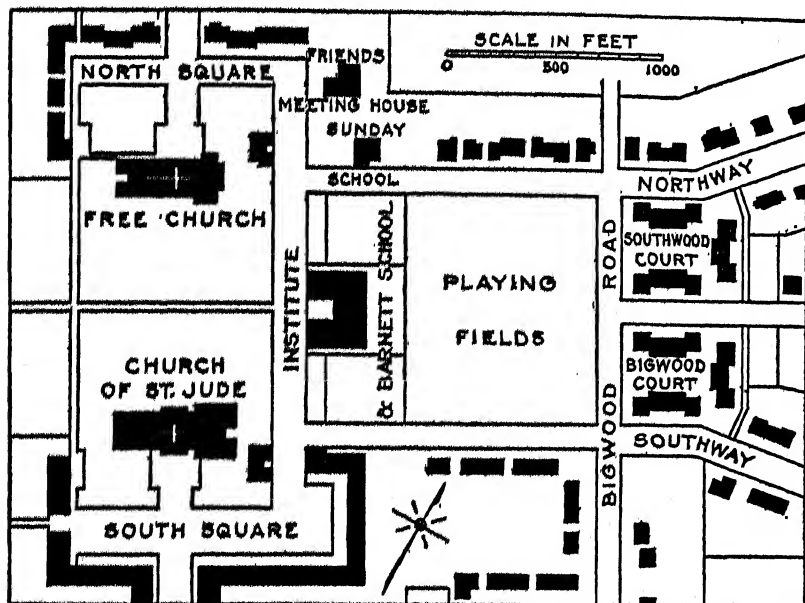 SCALE IN FEET
0 500 1000
FRIENDS
MEETING HOUSE
SUNDAY
SCHOOL
NORTH SQUARE
FREE CHURCH
NORTHWAY
INSTITUTE
& BARNETT SCHOOL
PLAYING
FIELDS
BIGWOOD ROAD
SOUTHWOOD
COURT
BIGWOOD
COURT
CHURCH
OF ST. JUDE
SOUTHWAY
SOUTH SQUARE